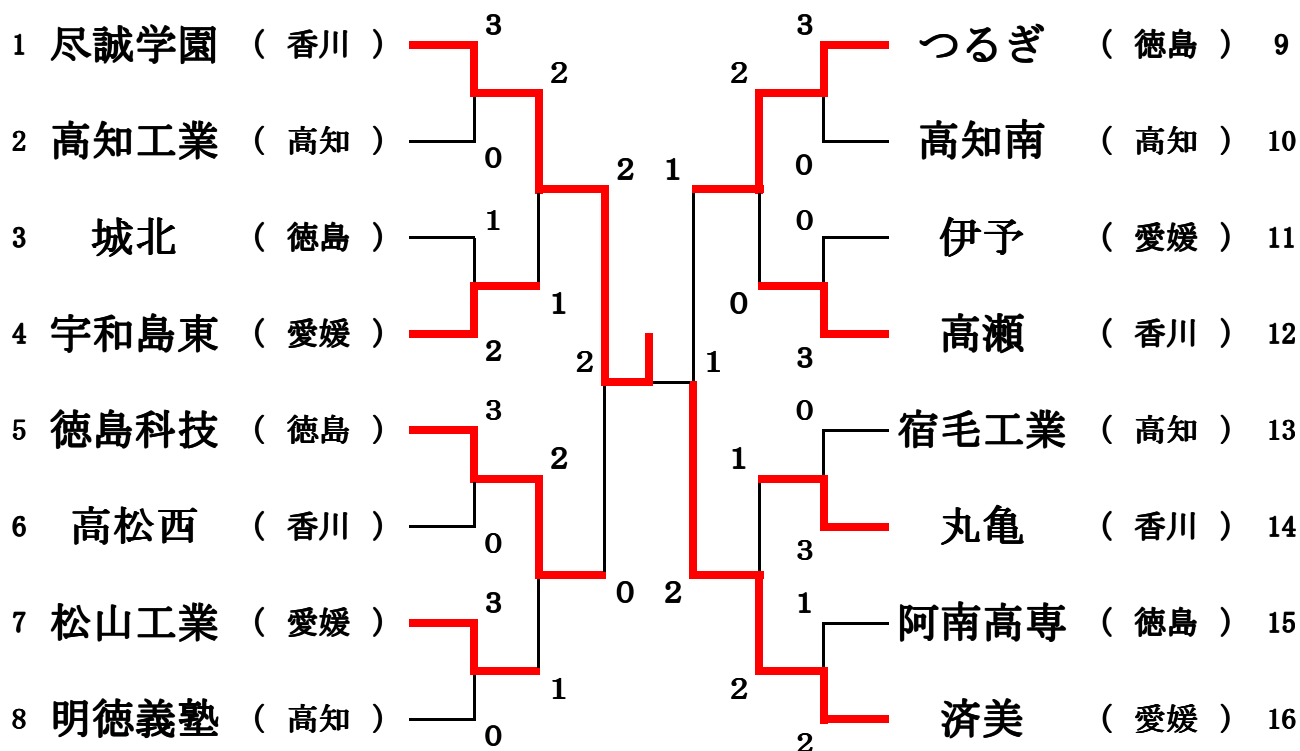 1 尽誠学園 ( 香川 ) 3 3 つるぎ ( 徳島 ) 9
2 2
2 高知工業 ( 高知 ) 0 0 高知南 ( 高知 ) 10
2 1
3 城北 ( 徳島 ) 1 0 伊予 ( 愛媛 ) 11
1 0
4 宇和島東 ( 愛媛 ) 2 3 高瀬 ( 香川 ) 12
2 1
5 徳島科技 ( 徳島 ) 3 0 宿毛工業 ( 高知 ) 13
2 1
6 高松西 ( 香川 ) 0 3 丸亀 ( 香川 ) 14
0 2
7 松山工業 ( 愛媛 ) 3 1 阿南高専 ( 徳島 ) 15
1 2
8 明徳義塾 ( 高知 ) 0 2 済美 ( 愛媛 ) 16